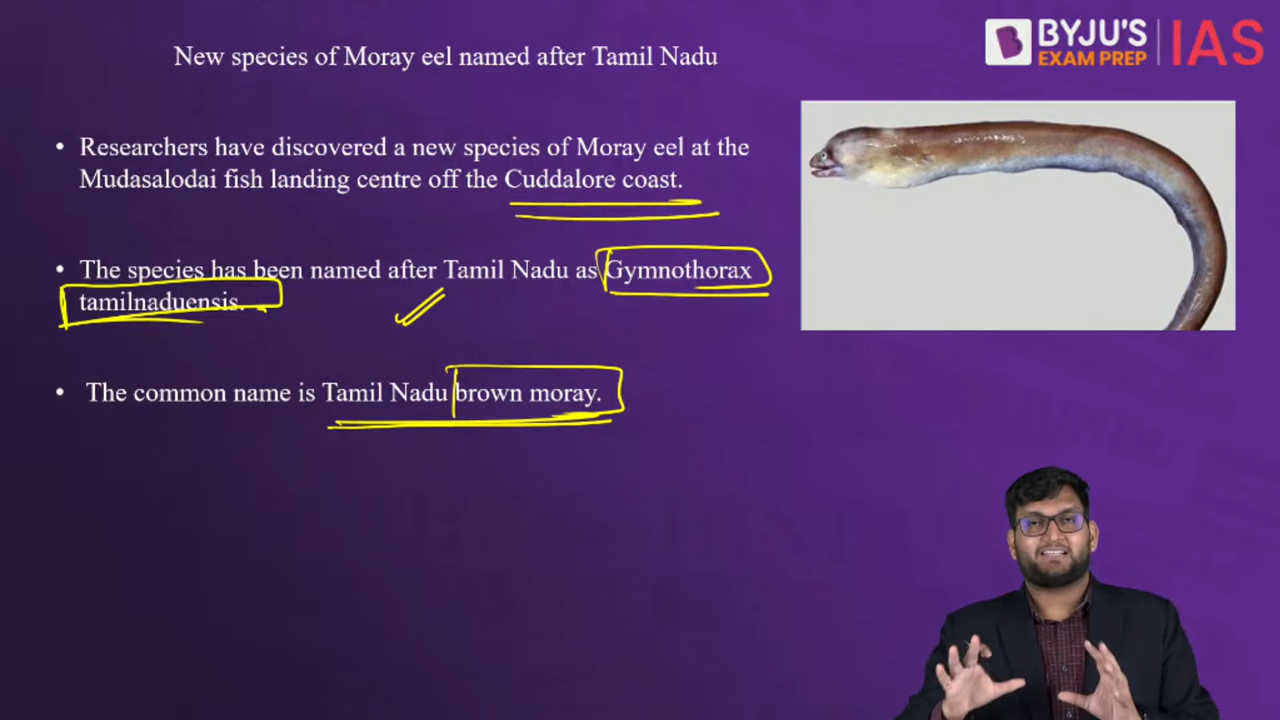 New species of Moray eel named after Tamil Nadu
BYJU'S
EXAM PREP
IAS
• Researchers have discovered a new species of Moray eel at the
Mudasalodai fish landing centre off the Cuddalore coast.
• The species has been named after Tamil Nadu as Gymnothorax
tamilnaduensis.
• The common name is Tamil Nadu brown moray.